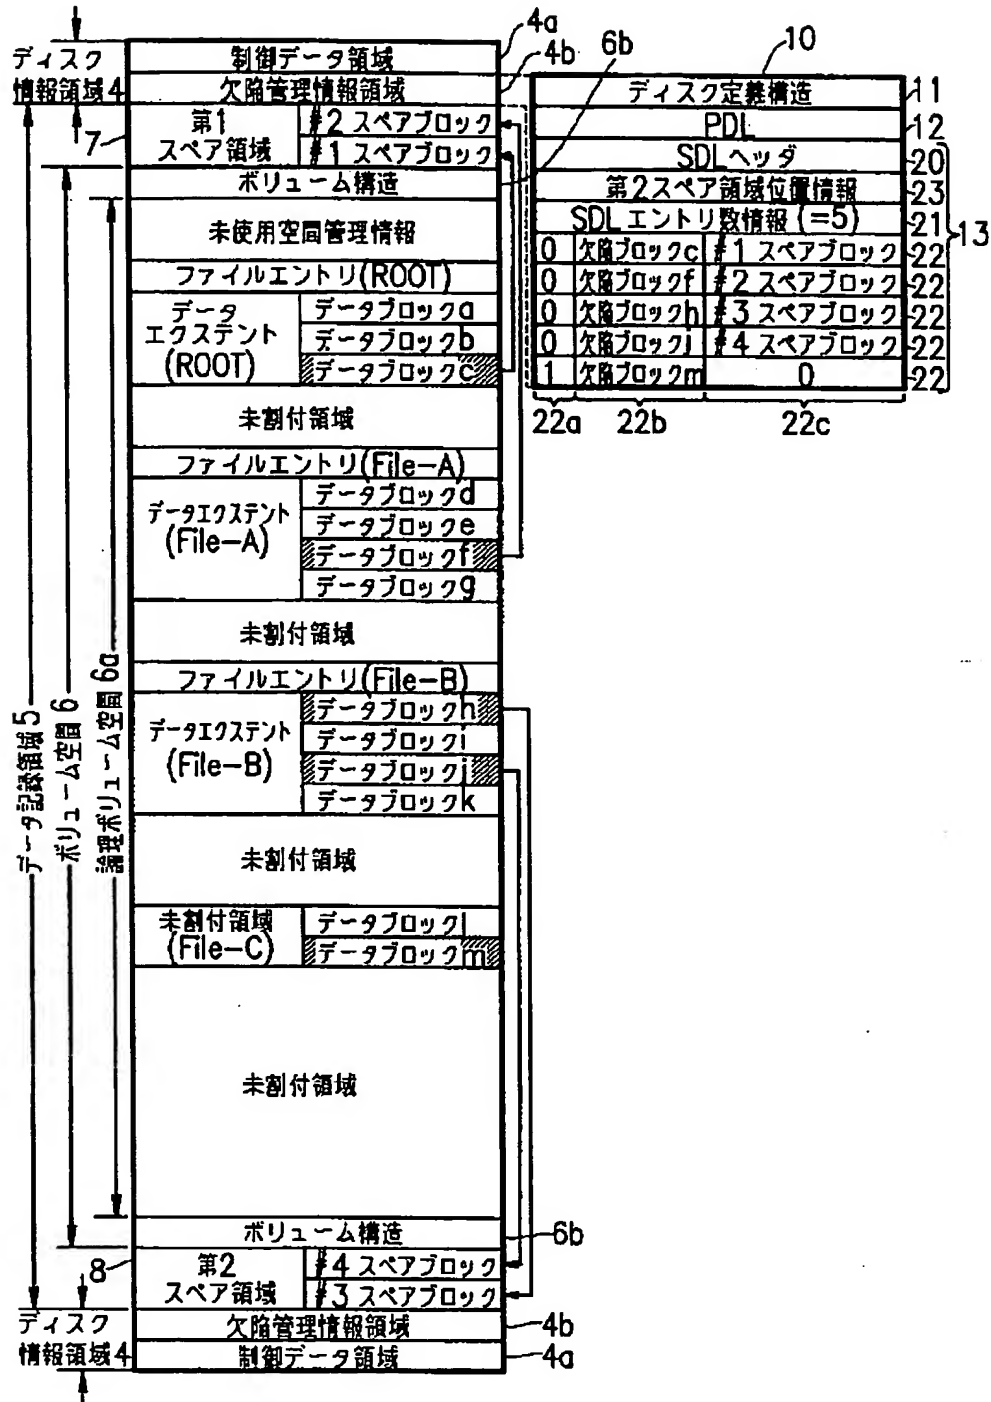 4a
6b
ディスク
情報領域4
制御データ領域
4b
10
欠陥管理情報領域
ディスク定義構造
11
7
第1
スペア領域
#2 スペアブロック
#1 スペアブロック
PDL
12
SDLヘッダ
20
ボリューム構造
第2スペア領域位置情報
23
未使用空間管理情報
SDLエントリ数情報(=5)
21
13
0
欠陥ブロックc
#1 スペアブロック
22
ファイルエントリ(ROOT)
0
欠陥ブロックf
#2 スペアブロック
22
データ
エクステント
(ROOT)
データブロックa
データブロックb
データブロックc
0
欠陥ブロックh
#3 スペアブロック
22
0
欠陥ブロックj
#4 スペアブロック
22
1
欠陥ブロックm
0
22
22a
22b
22c
未割付領域
ファイルエントリ(File-A)
データエクステント
(File-A)
データブロックd
データブロックe
データブロックf
データブロックg
未割付領域
ファイルエントリ(File-B)
データエクステント
(File-B)
データブロックh
データブロックi
データブロックj
データブロックk
データ記録領域5
ボリューム空間6
論理ボリューム空間6a
未割付領域
未割付領域
(File-C)
データブロックl
データブロックm
未割付領域
ボリューム構造
6b
8
第2
スペア領域
#4 スペアブロック
#3 スペアブロック
ディスク
情報領域4
欠陥管理情報領域
4b
制御データ領域
4a